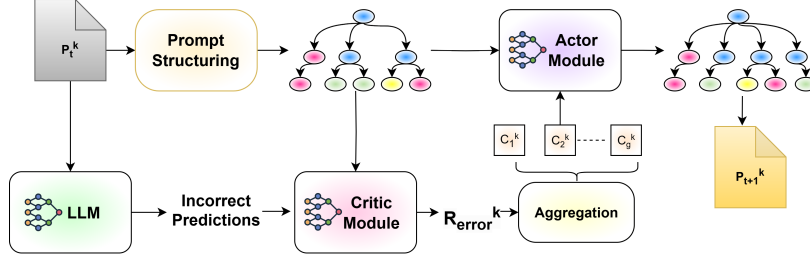 P_t^k
Prompt
Structuring
Actor
Module
C_1^k
C_2^k
C_g^k
P_{t+1}^k
LLM
Incorrect
Predictions
Critic
Module
R_error^k
Aggregation